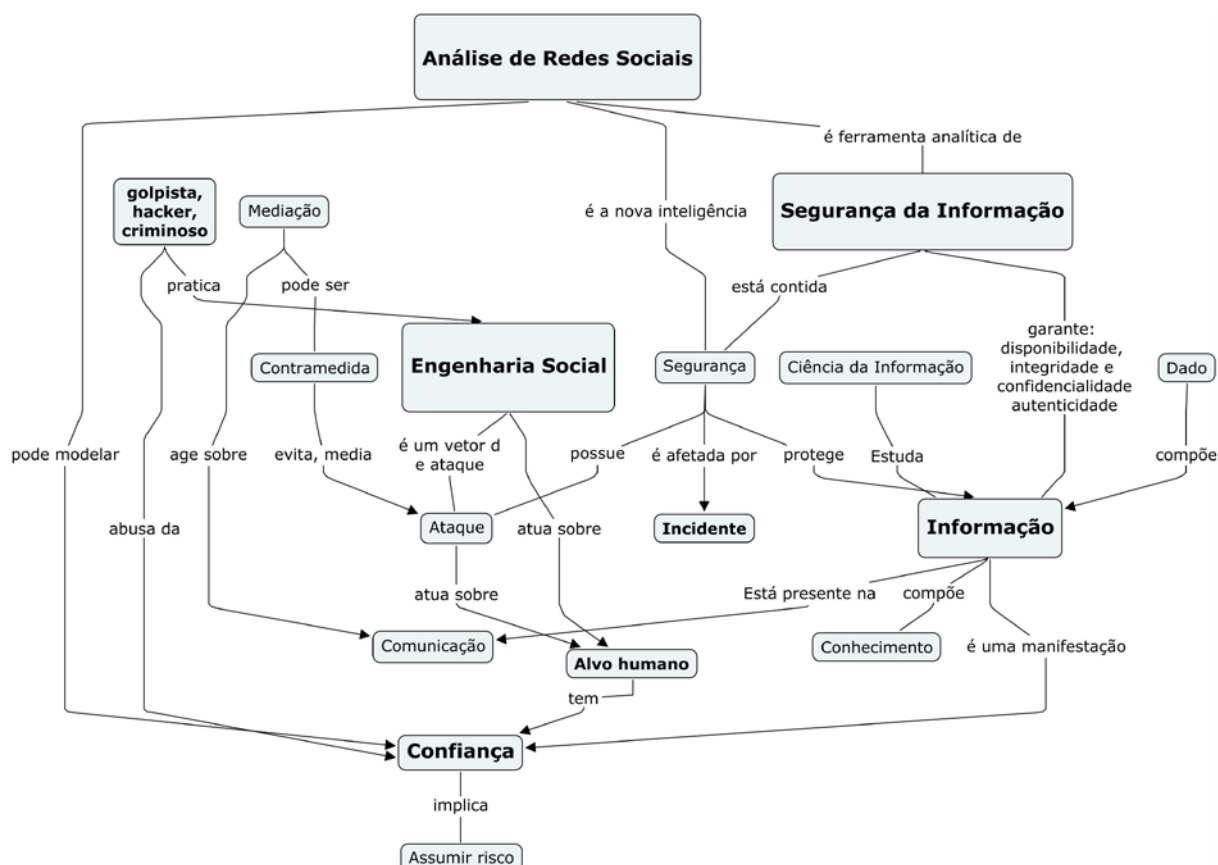 Análise de Redes Sociais
é ferramenta analítica de
golpista,
hacker,
criminoso
Mediação
é a nova inteligência
Segurança da Informação
pratica
pode ser
está contida
garante:
disponibilidade,
integridade e
confidencialidade
autenticidade
Contramedida
Engenharia Social
Segurança
Ciência da Informação
Dado
pode modelar
age sobre
evita, media
é um vetor d
e ataque
possue
é afetada por
protege
Estuda
compõe
abusa da
Ataque
atua sobre
Incidente
Informação
atua sobre
Está presente na
compõe
Comunicação
Alvo humano
Conhecimento
é uma manifestação
tem
Confiança
implica
Assumir risco